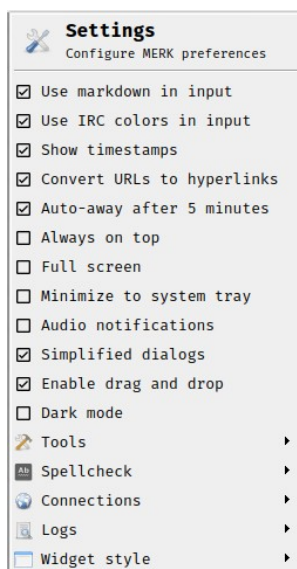 Settings
Configure MERK preferences
Use markdown in input
Use IRC colors in input
Show timestamps
Convert URLs to hyperlinks
Auto-away after 5 minutes
Always on top
Full screen
Minimize to system tray
Audio notifications
Simplified dialogs
Enable drag and drop
Dark mode
Tools
Ab Spellcheck
Connections
Logs
Widget style